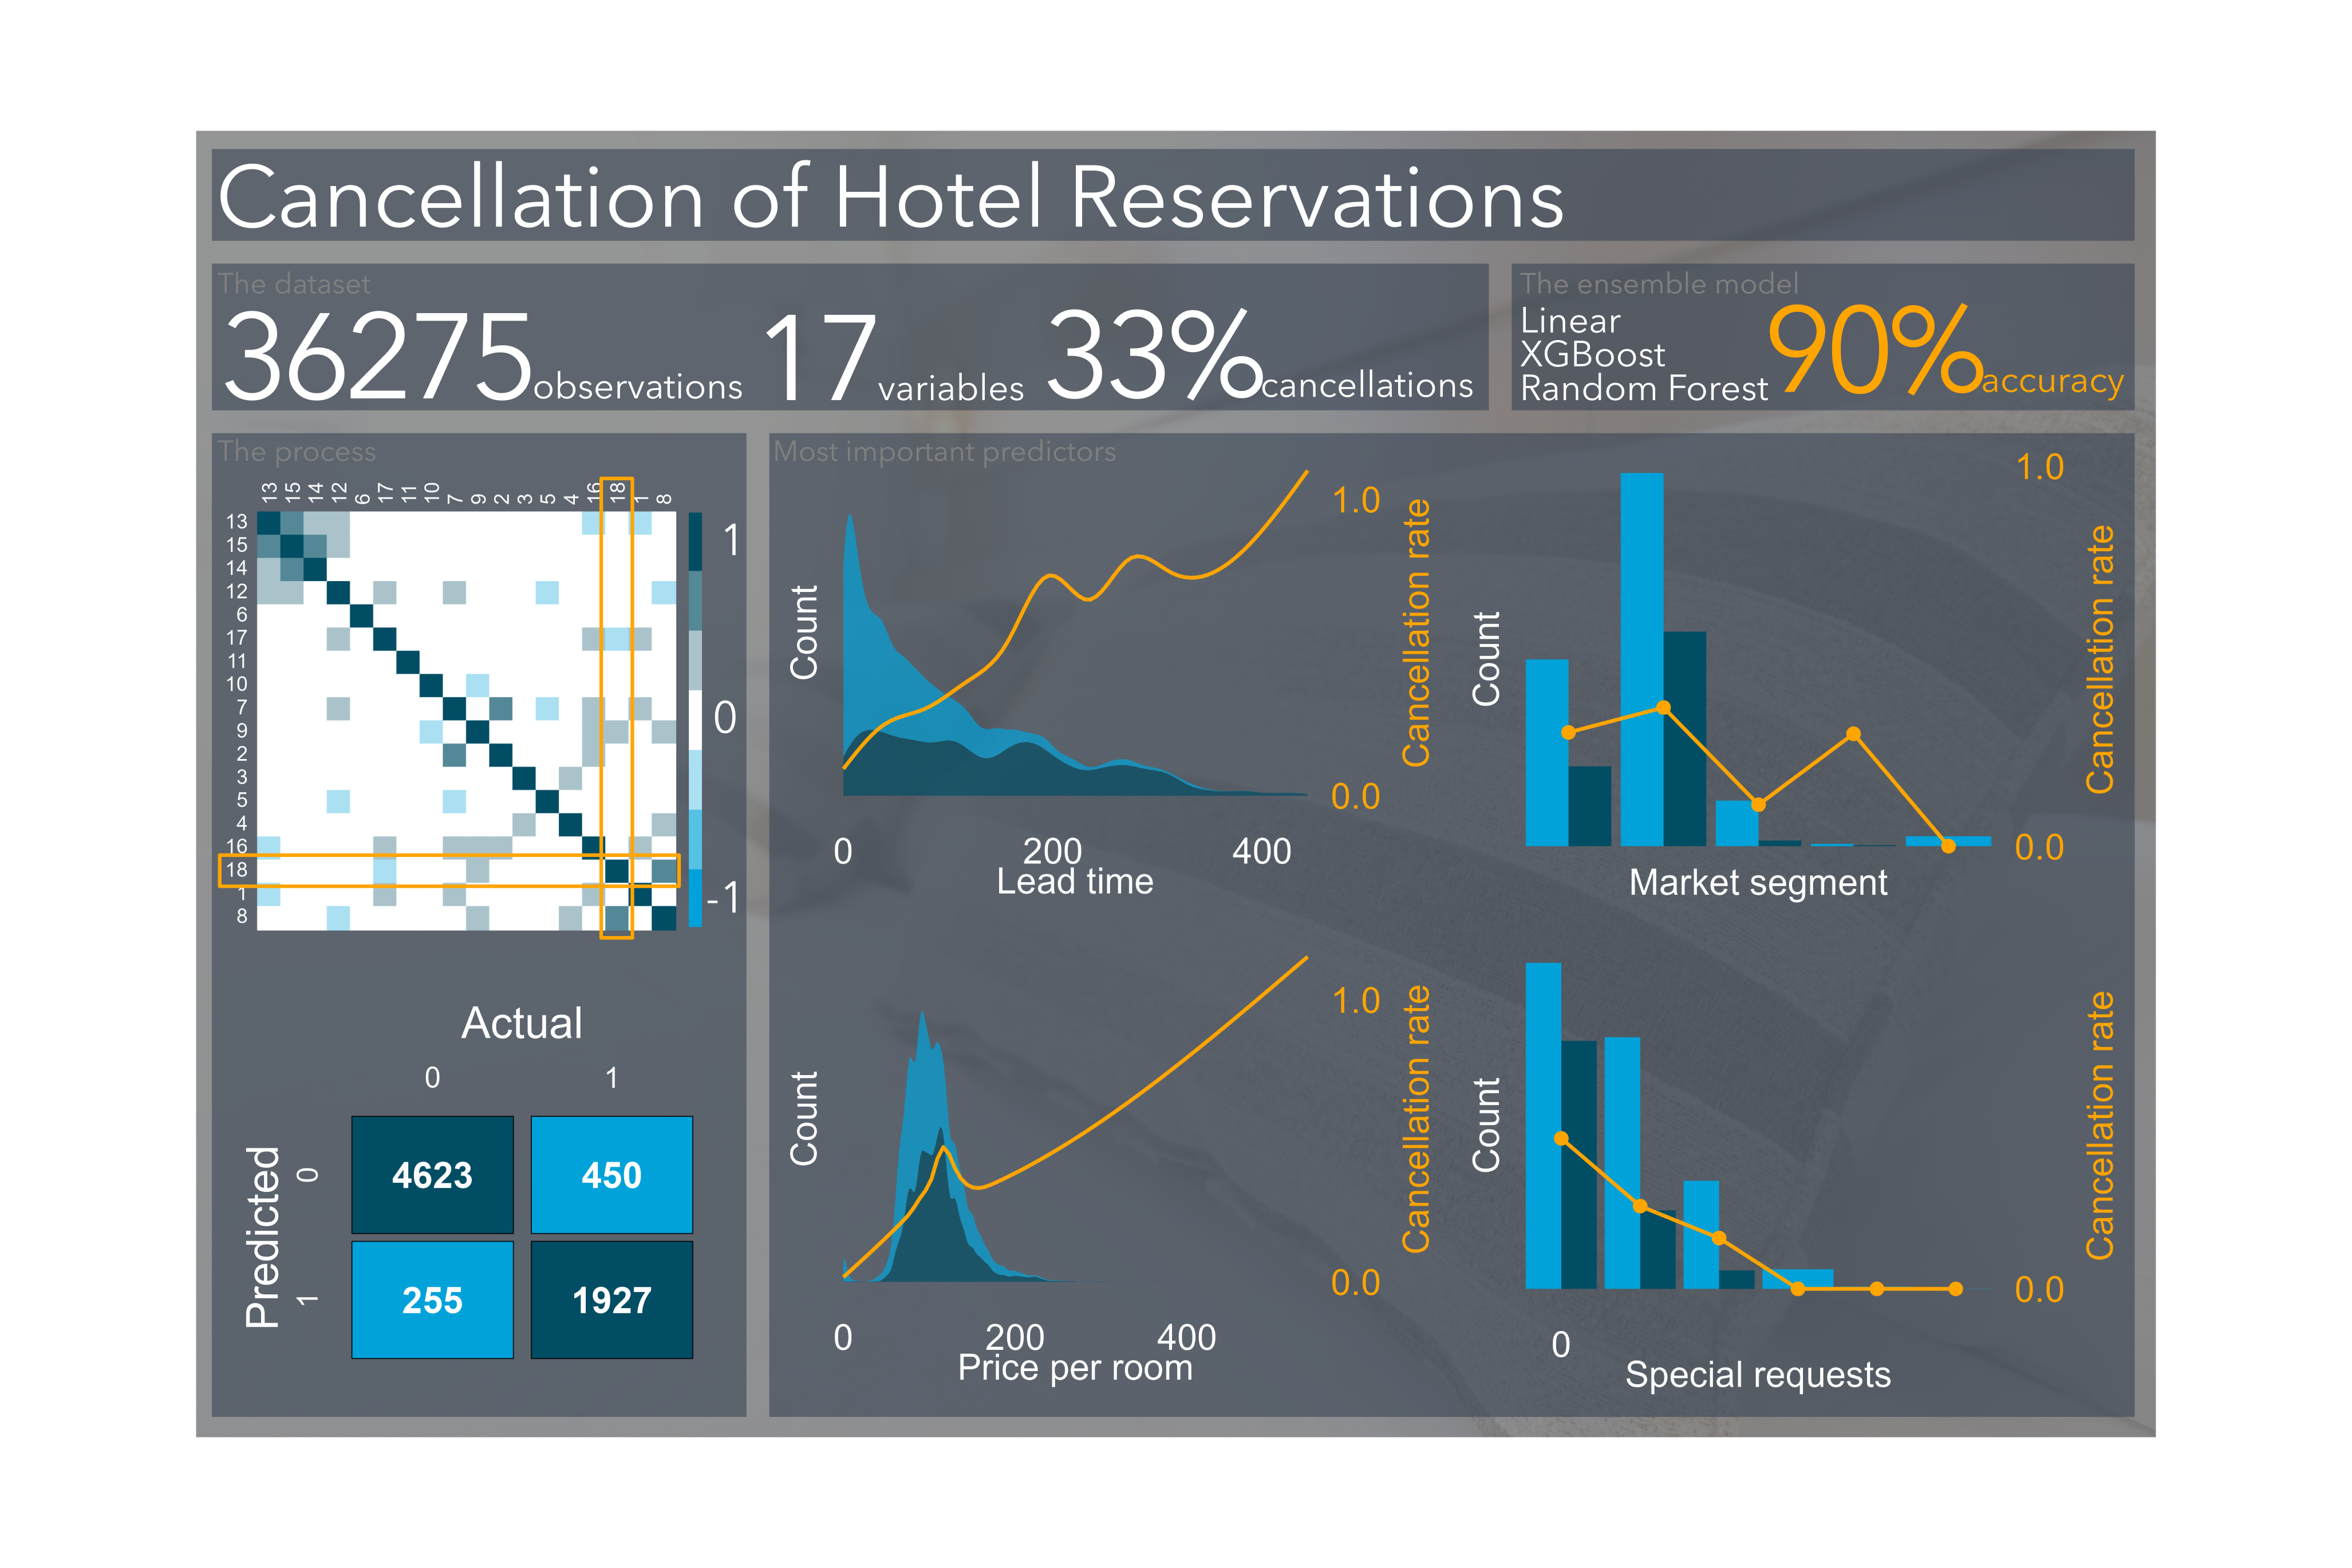 Cancellation of Hotel Reservations
The dataset
36275 observations 17 variables 33% cancellations
The ensemble model
Linear
XGBoost
Random Forest
90% accuracy
The process
13 15 14 12 6 17 11 10 7 9 2 3 5 4 16 18 1 8
13
15
14
12
6
17
11
10
7
9
2
3
5
4
16
18
1
8
1
0
-1
Actual
0 1
Predicted
0
1
4623 450
255 1927
Most important predictors
Count
1.0
0.0
Cancellation rate
0 200 400
Lead time
Count
1.0
0.0
Cancellation rate
Market segment
Count
1.0
0.0
Cancellation rate
0 200 400
Price per room
Count
0.0
Cancellation rate
0
Special requests